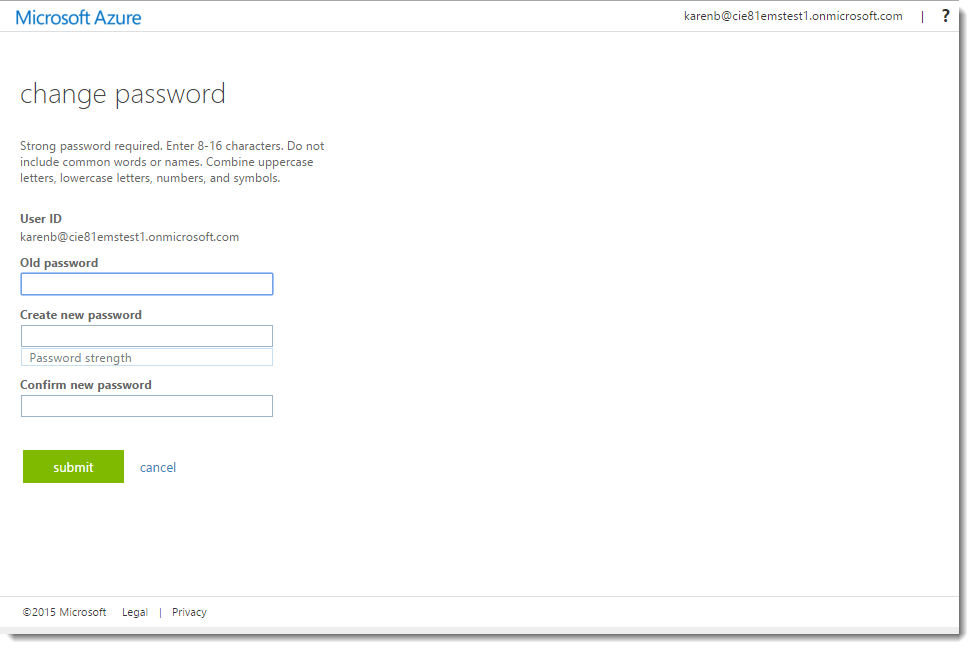 Microsoft Azure
karenb@cie81emstest1.onmicrosoft.com | ?
change password
Strong password required. Enter 8-16 characters. Do not
include common words or names. Combine uppercase
letters, lowercase letters, numbers, and symbols.
User ID
karenb@cie81emstest1.onmicrosoft.com
Old password
Create new password
Password strength
Confirm new password
submit cancel
©2015 Microsoft Legal | Privacy